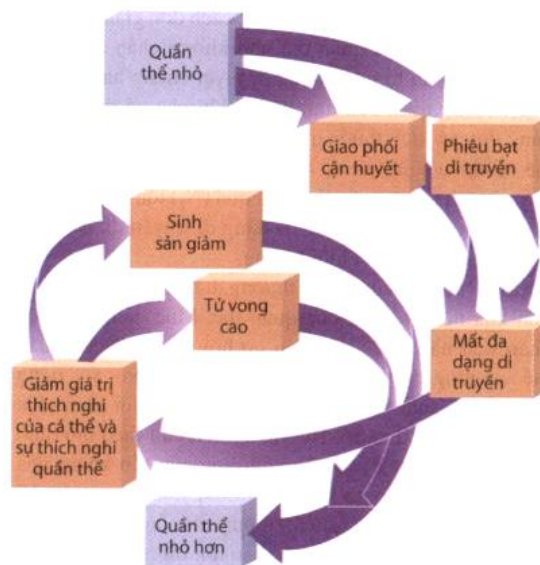 Quần
thể nhỏ
Giao phối
cận huyết
Phiêu bạt
di truyền
Sinh
sản giảm
Tử vong
cao
Mất đa
dạng di
truyền
Giảm giá trị
thích nghi
của cá thể và
sự thích nghi
quần thể
Quần thể
nhỏ hơn